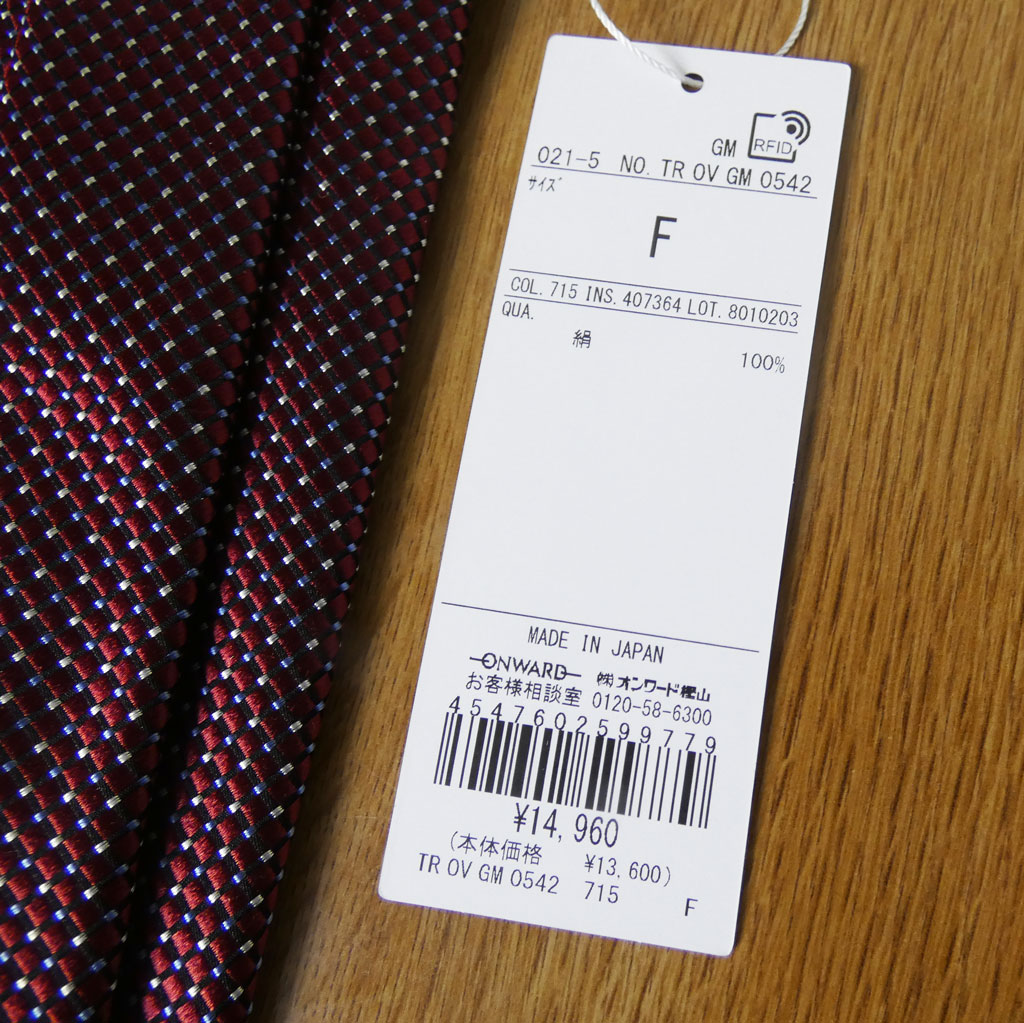 GM RFID
021-5 NO. TR OV GM 0542
ｻｲｽﾞ
F
COL. 715 INS. 407364 LOT. 8010203
QUA.
絹 100%
MADE IN JAPAN
ONWARD ㈱オンワード樫山
お客様相談室 0120-58-6300
4547602599779
¥14,960
(本体価格 ¥13,600)
TR OV GM 0542 715 F